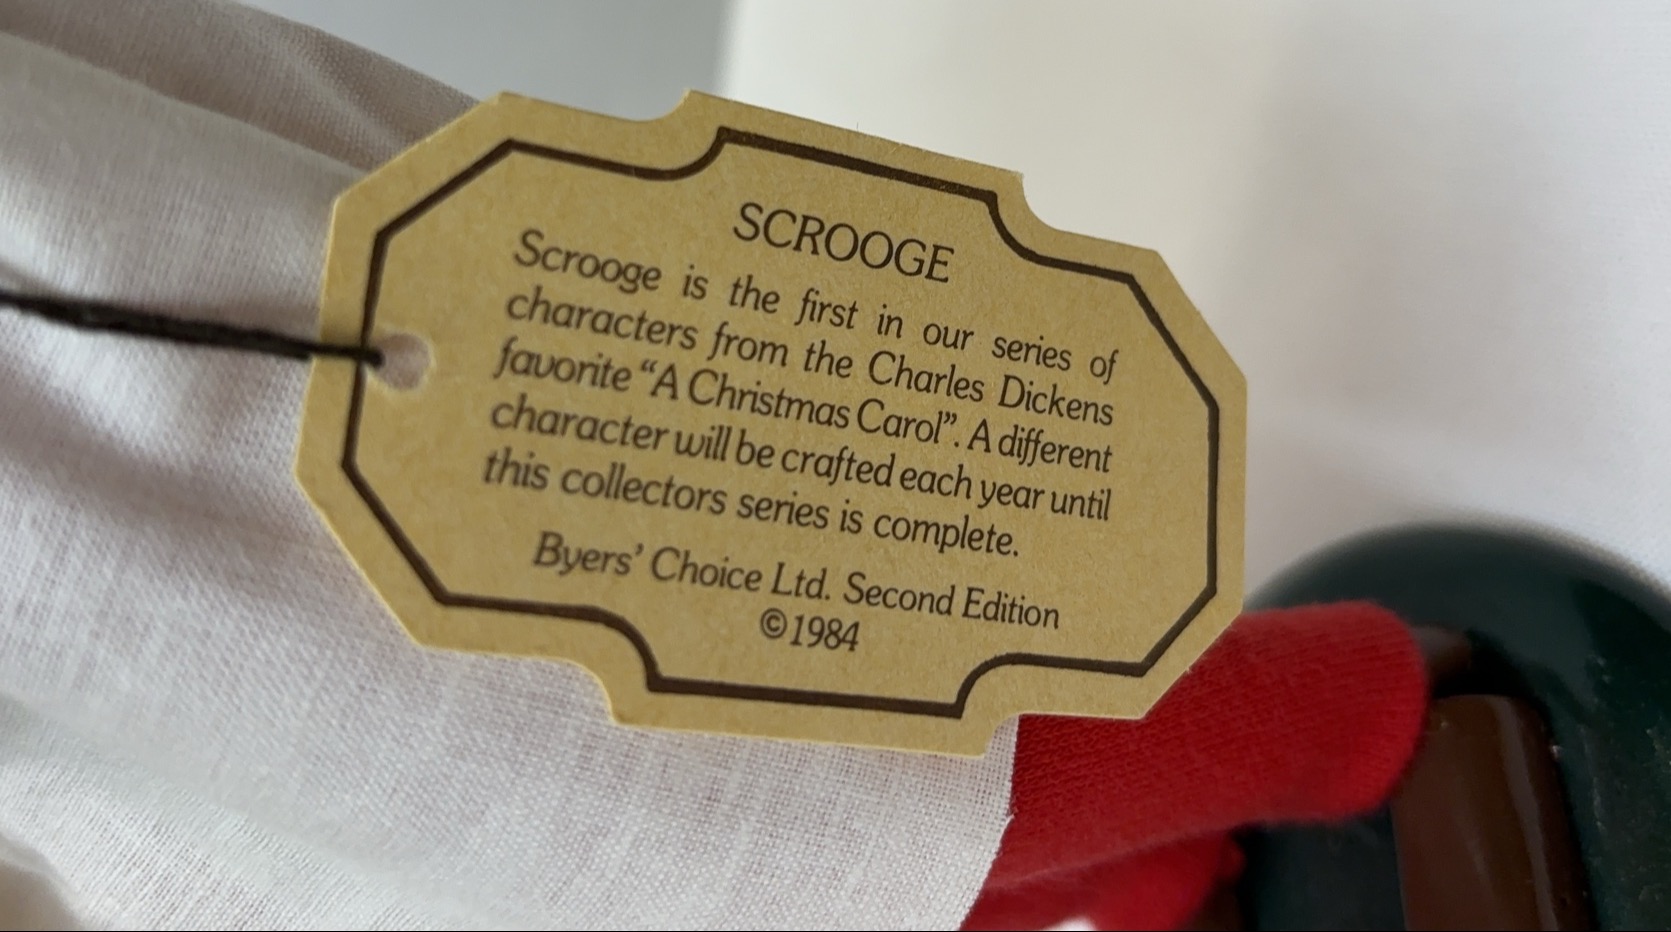 SCROOGE
Scrooge is the first in our series of
characters from the Charles Dickens
favorite “A Christmas Carol”. A different
character will be crafted each year until
this collectors series is complete.
Byers’ Choice Ltd. Second Edition
©1984